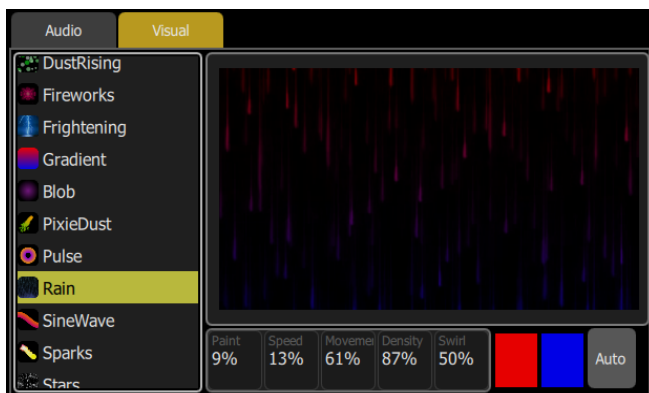 Audio Visual
DustRising
Fireworks
Frightening
Gradient
Blob
PixieDust
Pulse
Rain
SineWave
Sparks
Stars
Paint Speed Movemei Density Swirl
9% 13% 61% 87% 50% Auto